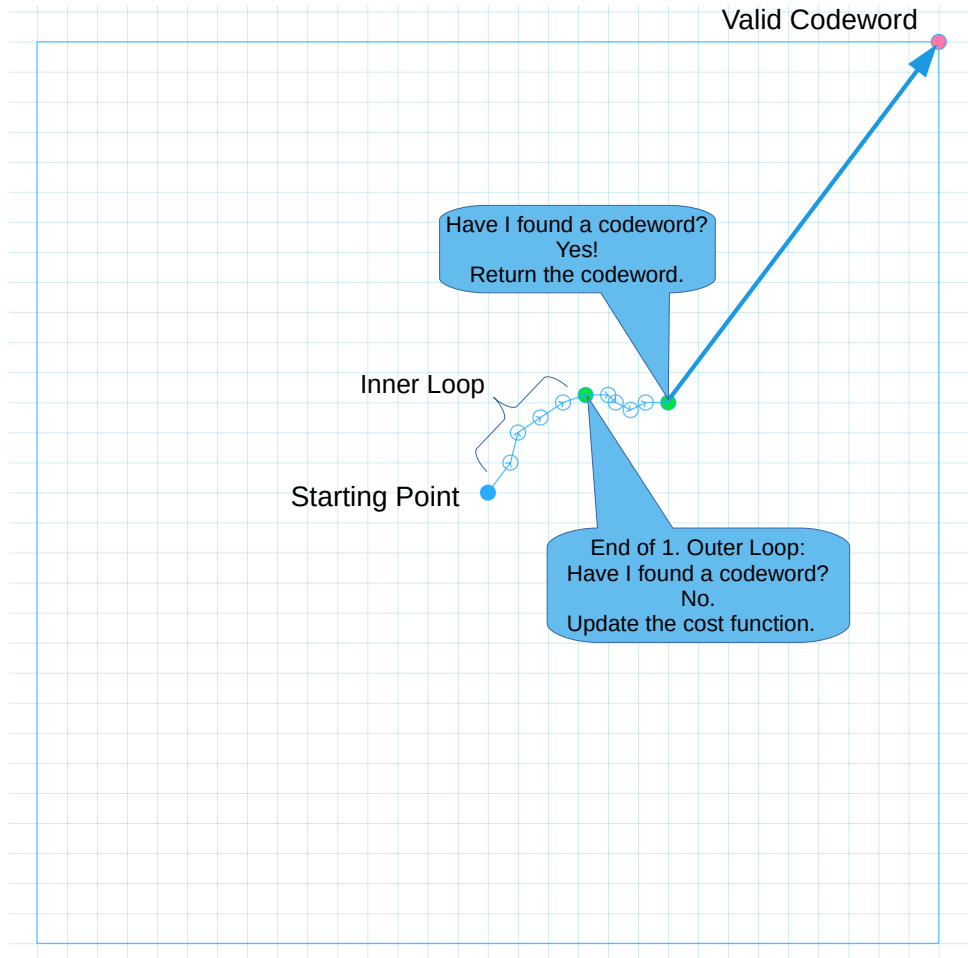 Valid Codeword
Have I found a codeword?
Yes!
Return the codeword.
Inner Loop
Starting Point
End of 1. Outer Loop:
Have I found a codeword?
No.
Update the cost function.